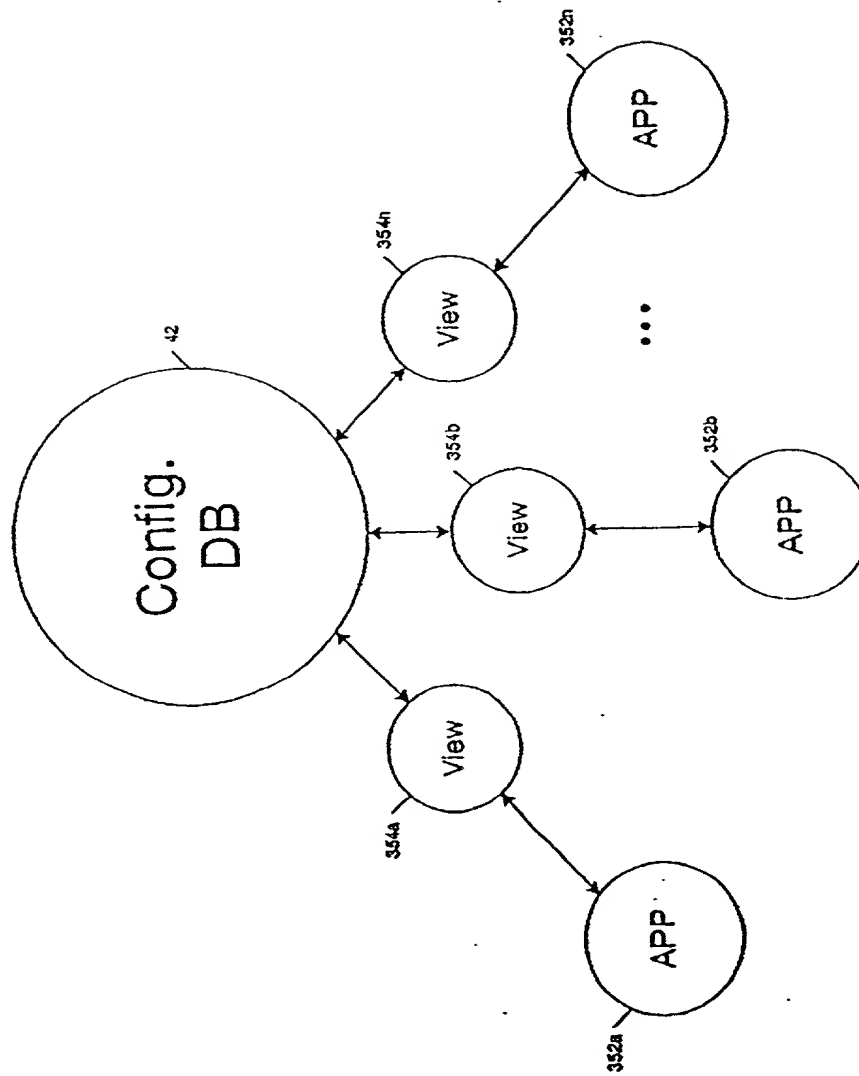 42
Config.
DB
354a
View
354b
View
354n
View
352a
APP
352b
APP
...
352n
APP